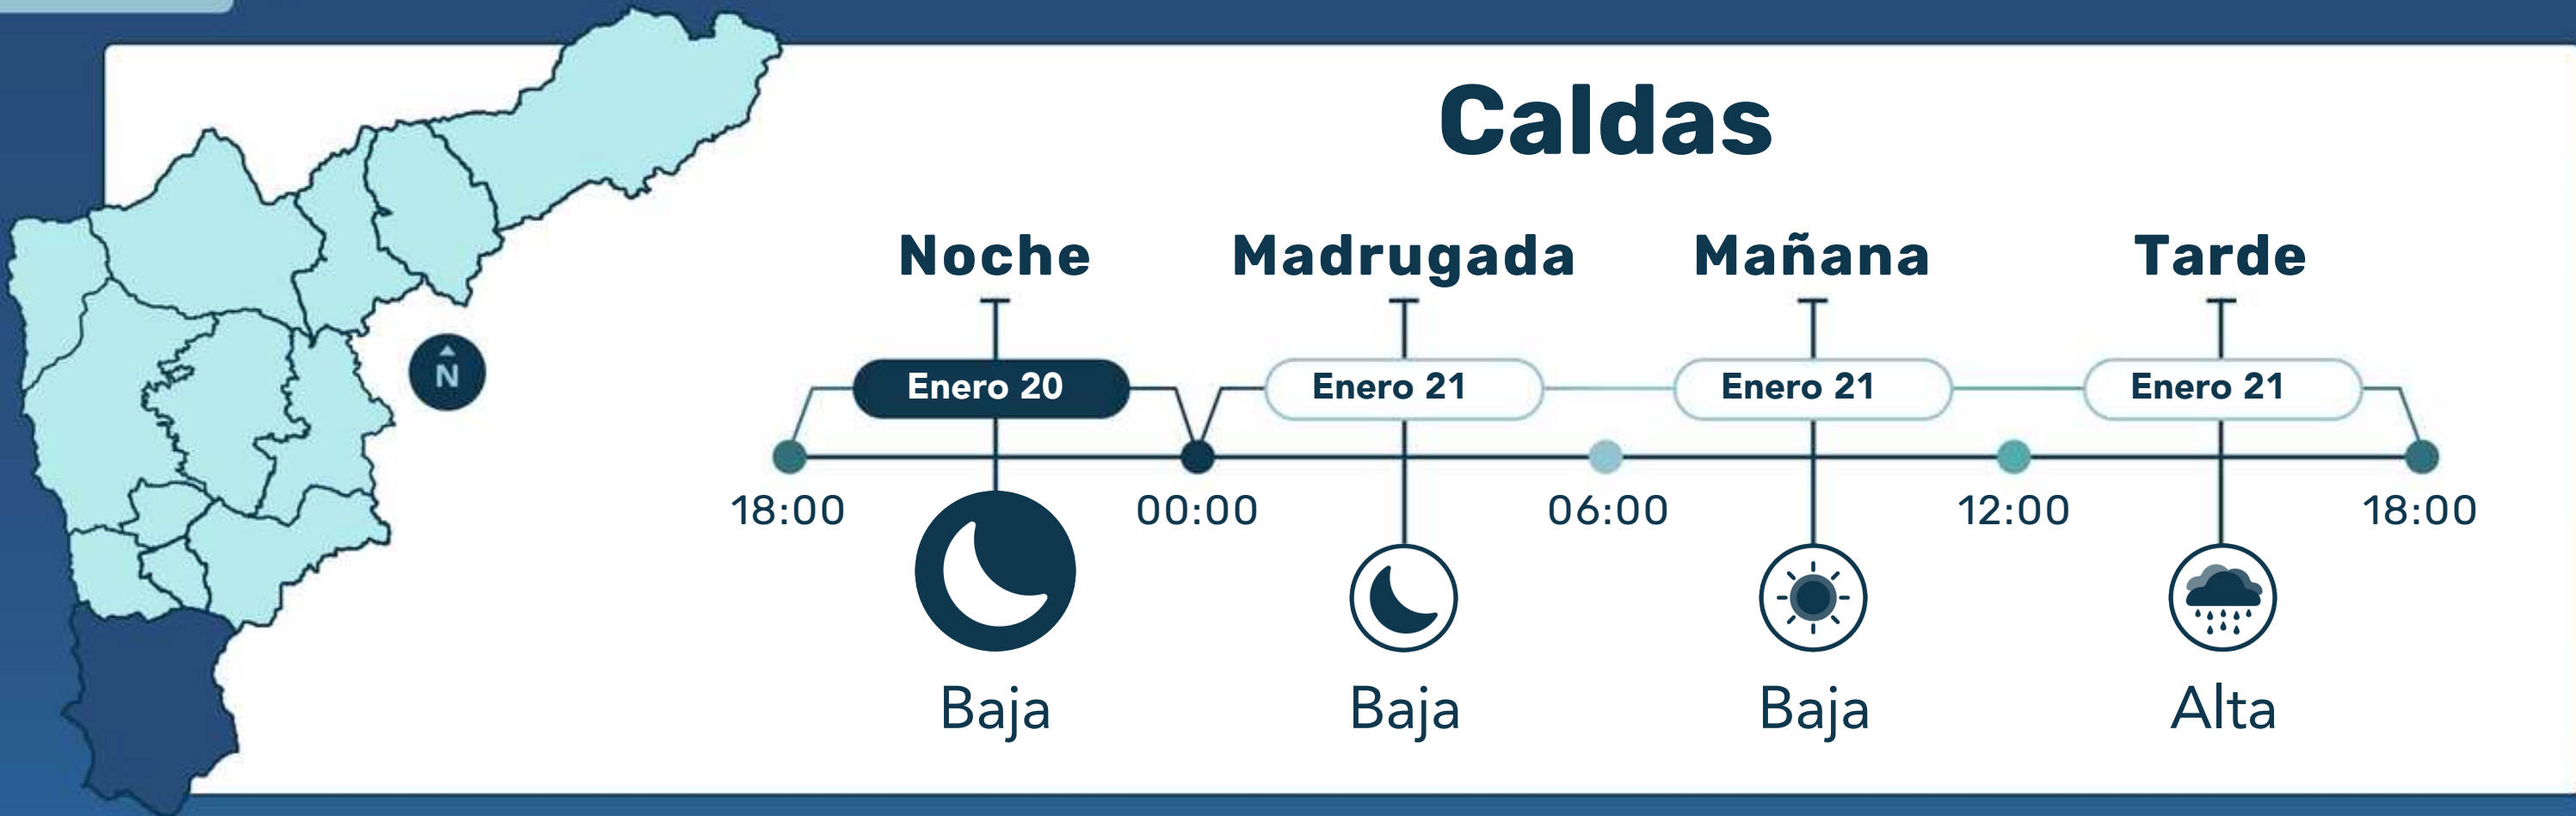 Caldas
Noche Madrugada Mañana Tarde
Enero 20 Enero 21 Enero 21 Enero 21
N
18:00 00:00 06:00 12:00 18:00
Baja Baja Baja Alta